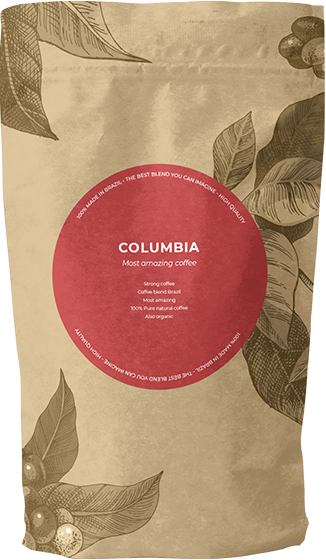 100% MADE IN BRAZIL - THE BEST BLEND YOU CAN IMAGINE - HIGH QUALITY
COLUMBIA
Most amazing coffee
Strong coffee
Coffee blend Brazil
Most amazing
100% Pure natural coffee
Also organic
100% MADE IN BRAZIL - THE BEST BLEND YOU CAN IMAGINE - HIGH QUALITY